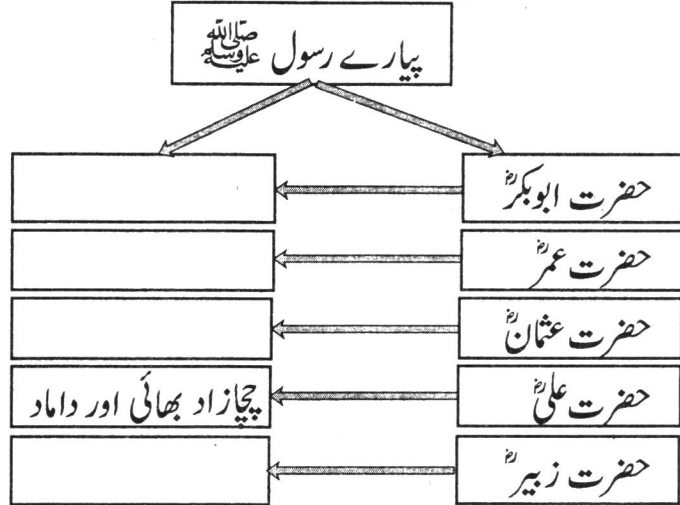 پیارے رسول ﷺ
حضرت ابوبکرؓ
حضرت عمرؓ
حضرت عثمانؓ
حضرت علیؓ
چچازاد بھائی اور داماد
حضرت زبیرؓ